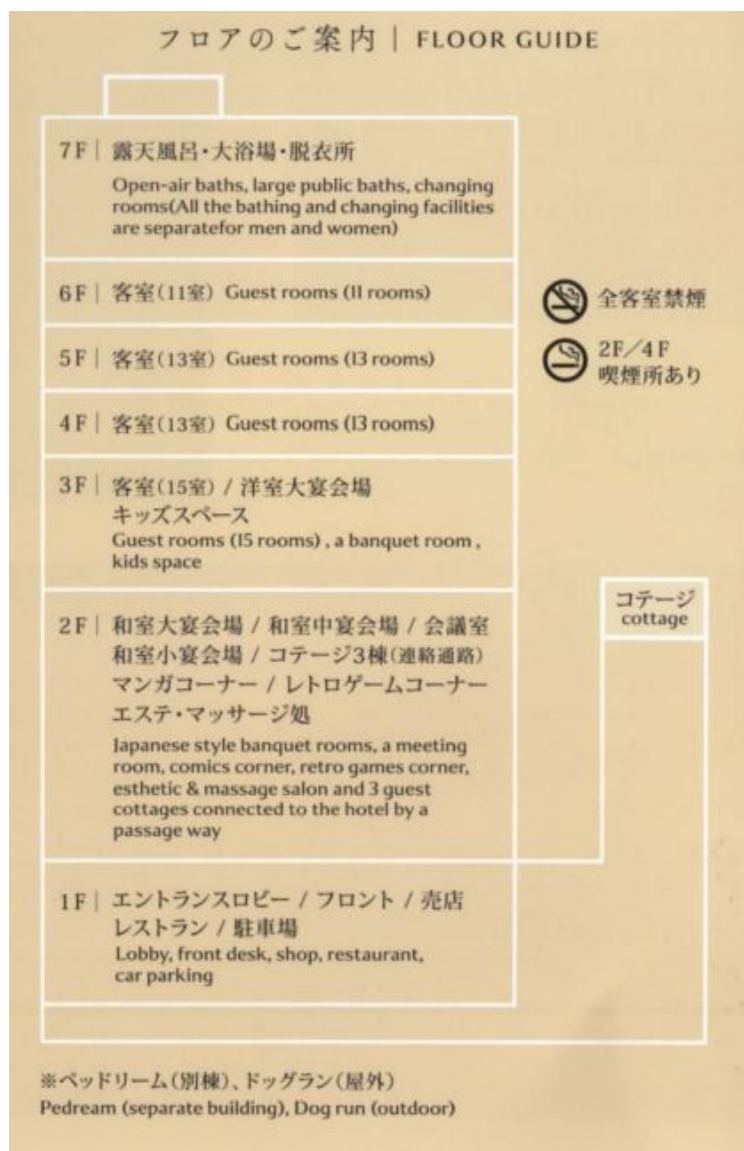 フロアのご案内 | FLOOR GUIDE
7F | 露天風呂・大浴場・脱衣所
Open-air baths, large public baths, changing
rooms(All the bathing and changing facilities
are separatefor men and women)
6F | 客室(11室) Guest rooms (11 rooms)
5F | 客室(13室) Guest rooms (13 rooms)
4F | 客室(13室) Guest rooms (13 rooms)
3F | 客室(15室) / 洋室大宴会場
キッズスペース
Guest rooms (15 rooms) , a banquet room ,
kids space
2F | 和室大宴会場 / 和室中宴会場 / 会議室
和室小宴会場 / コテージ3棟(連絡通路)
マンガコーナー / レトロゲームコーナー
エステ・マッサージ処
Japanese style banquet rooms, a meeting
room, comics corner, retro games corner,
esthetic & massage salon and 3 guest
cottages connected to the hotel by a
passage way
1F | エントランスロビー / フロント / 売店
レストラン / 駐車場
Lobby, front desk, shop, restaurant,
car parking
全客室禁煙
2F/4F
喫煙所あり
コテージ
cottage
※ペッドリーム(別棟)、ドッグラン(屋外)
Pedream (separate building), Dog run (outdoor)